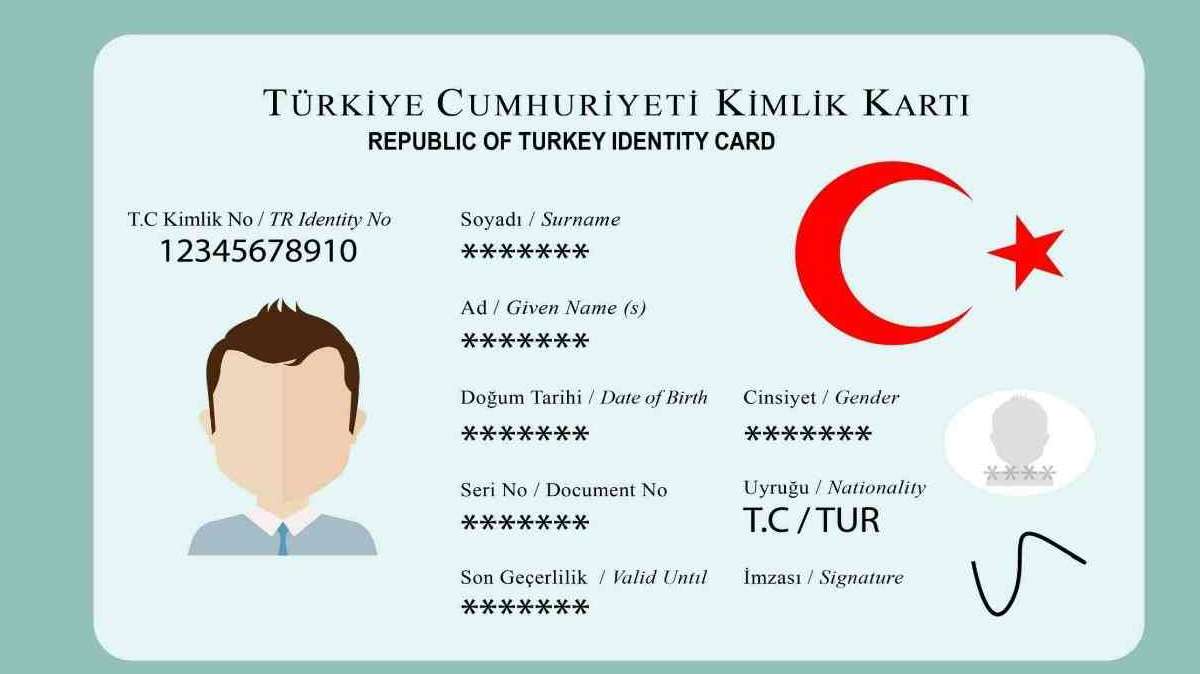 TÜRKİYE CUMHURİYETİ KİMLİK KARTI
REPUBLIC OF TURKEY IDENTITY CARD
T.C Kimlik No / TR Identity No
12345678910
Soyadı / Surname
*******
Ad / Given Name (s)
*******
Doğum Tarihi / Date of Birth
*******
Cinsiyet / Gender
*******
Seri No / Document No
*******
Uyruğu / Nationality
T.C / TUR
Son Geçerlilik / Valid Untıl
*******
İmzası / Signature
****